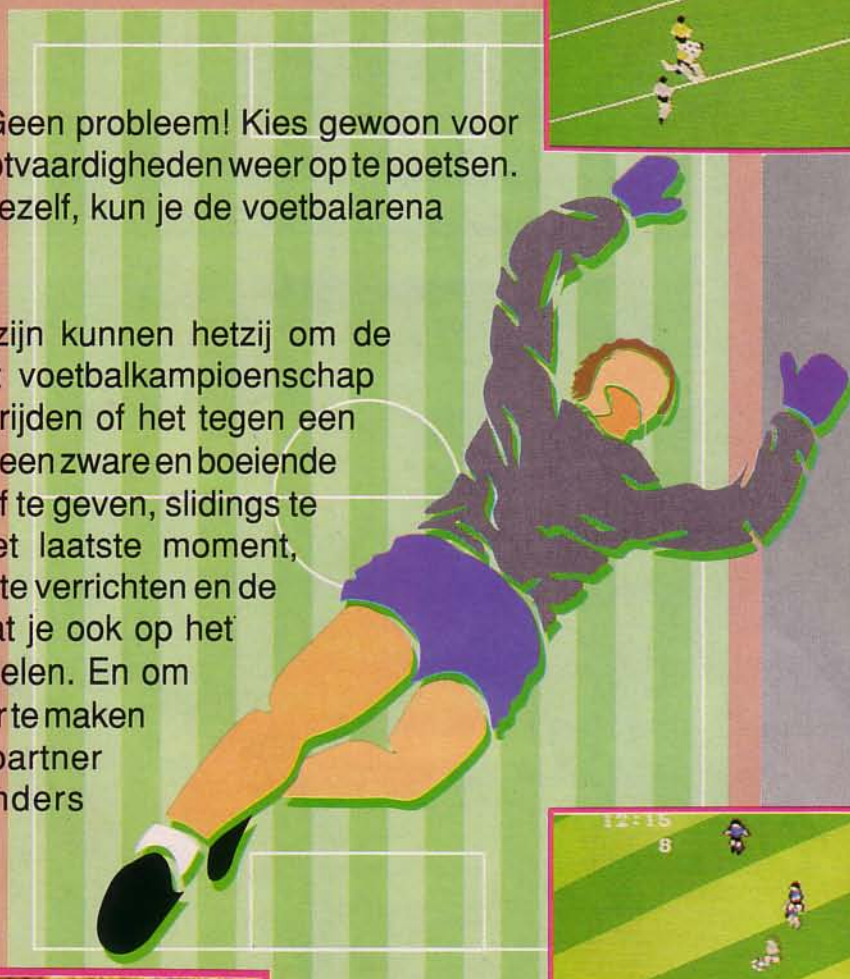 Geen probleem! Kies gewoon voor
otvaardigheden weer op te poetsen.
ezelf, kun je de voetbalarena
zijn kunnen hetzij om de
voetbalkampioenschap
rijden of het tegen een
een zware en boeiende
f te geven, slidings te
et laatste moment,
te verrichten en de
at je ook op het
elen. En om
r te maken
partner
nders
12:15
8